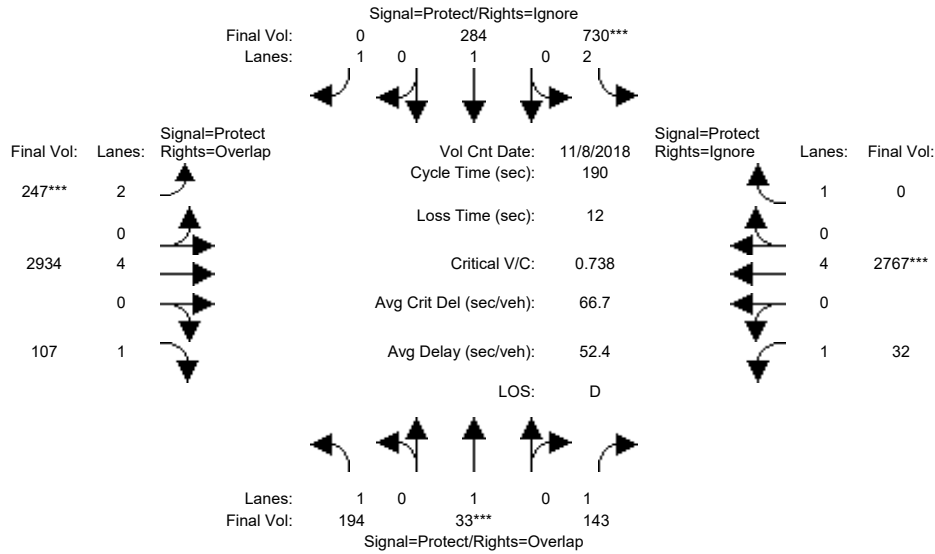 Signal=Protect/Rights=Ignore
Final Vol: 0 284 730***
Lanes: 1 0 1 0 2
Signal=Protect Signal=Protect
Final Vol: Lanes: Rights=Overlap Vol Cnt Date: 11/8/2018 Rights=Ignore Lanes: Final Vol:
Cycle Time (sec): 190
247*** 2 1 0
Loss Time (sec): 12
0 0
2934 4 Critical V/C: 0.738 4 2767***
0 Avg Crit Del (sec/veh): 66.7 0
107 1 Avg Delay (sec/veh): 52.4 1 32
LOS: D
Lanes: 1 0 1 0 1
Final Vol: 194 33*** 143
Signal=Protect/Rights=Overlap